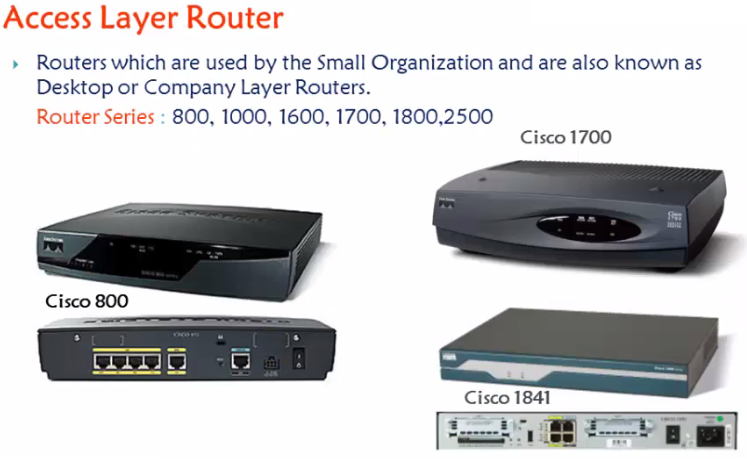 Access Layer Router
Routers which are used by the Small Organization and are also known as
Desktop or Company Layer Routers.
Router Series : 800, 1000, 1600, 1700, 1800,2500
Cisco 1700
Cisco 800
Cisco 1841